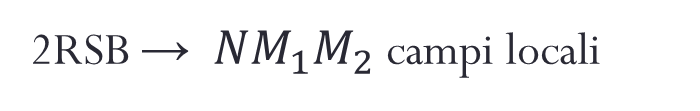 2RSB → NM₁M₂ campi locali